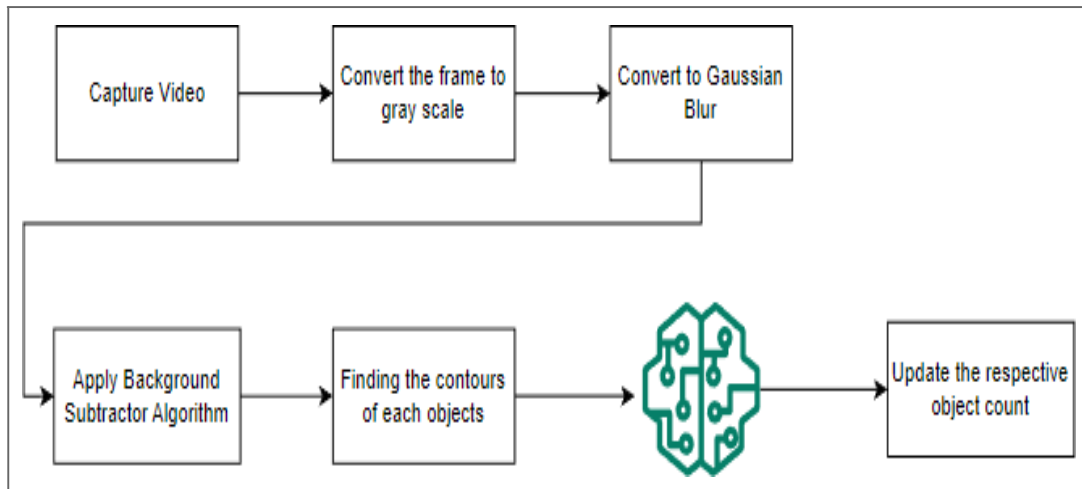 Capture Video
Convert the frame to
gray scale
Convert to Gaussian
Blur
Apply Background
Subtractor Algorithm
Finding the contours
of each objects
Update the respective
object count